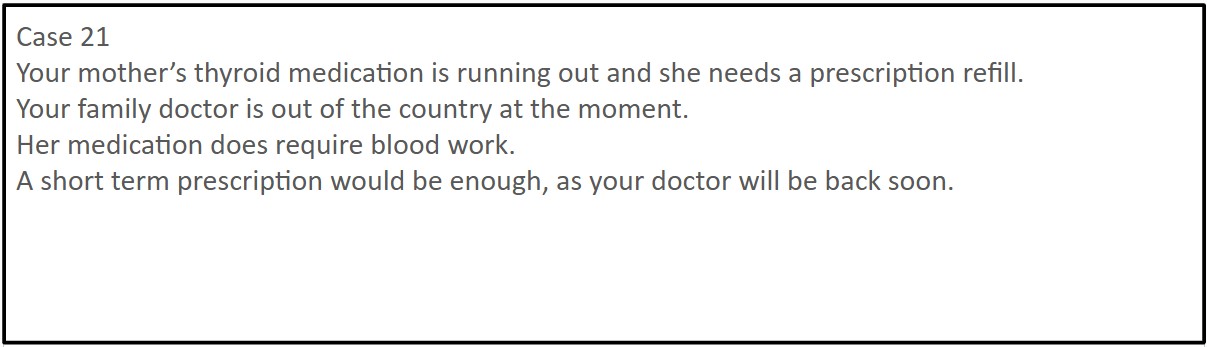 Case 21
Your mother’s thyroid medication is running out and she needs a prescription refill.
Your family doctor is out of the country at the moment.
Her medication does require blood work.
A short term prescription would be enough, as your doctor will be back soon.